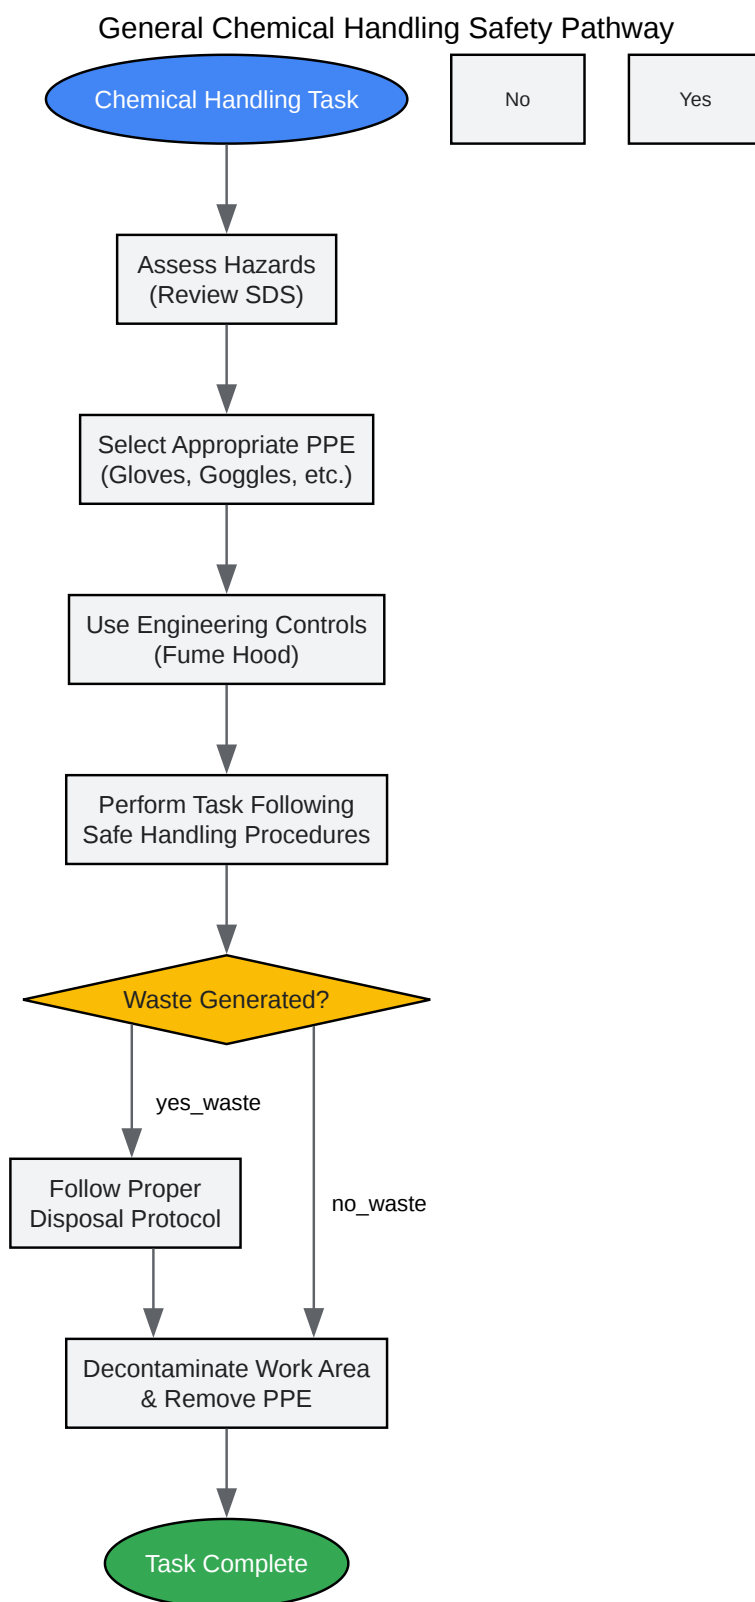 General Chemical Handling Safety Pathway
Chemical Handling Task
No
Yes
Assess Hazards
(Review SDS)
Select Appropriate PPE
(Gloves, Goggles, etc.)
Use Engineering Controls
(Fume Hood)
Perform Task Following
Safe Handling Procedures
Waste Generated?
yes_waste
Follow Proper
Disposal Protocol
no_waste
Decontaminate Work Area
& Remove PPE
Task Complete